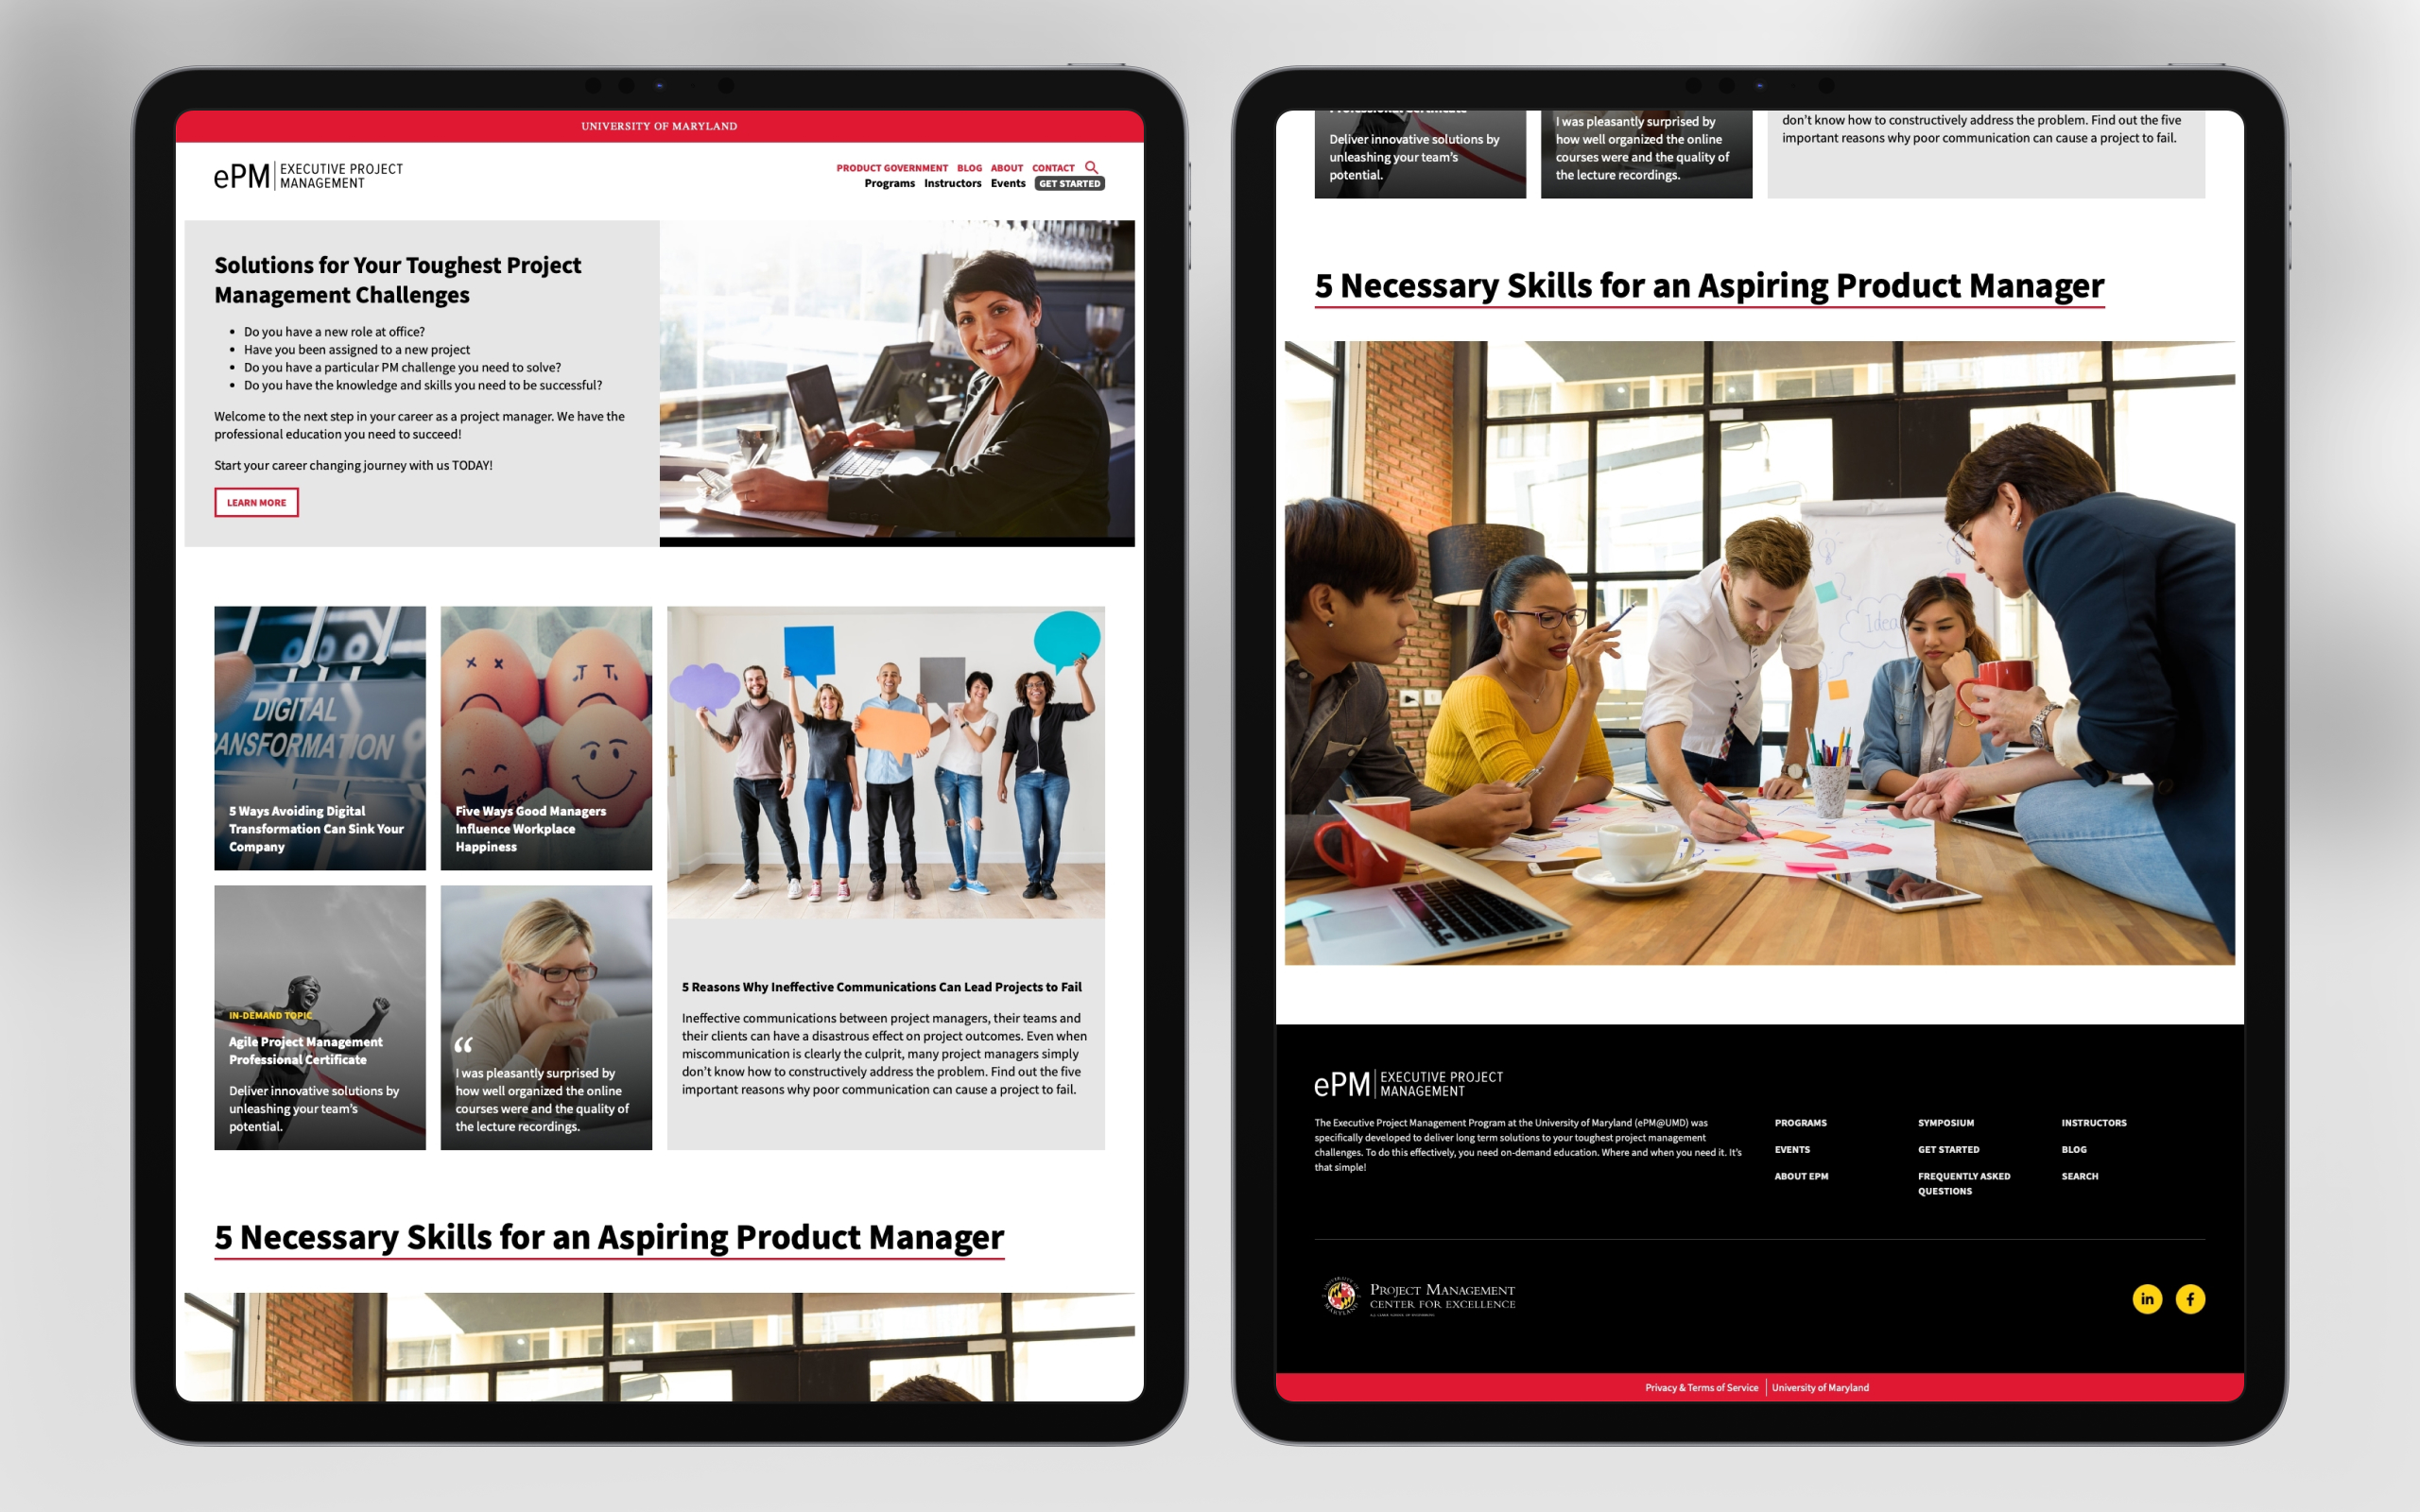 UNIVERSITY OF MARYLAND
ePM EXECUTIVE PROJECT
MANAGEMENT
PRODUCT GOVERNMENT BLOG ABOUT CONTACT
Programs Instructors Events GET STARTED
Solutions for Your Toughest Project
Management Challenges
• Do you have a new role at office?
• Have you been assigned to a new project
• Do you have a particular PM challenge you need to solve?
• Do you have the knowledge and skills you need to be successful?
Welcome to the next step in your career as a project manager. We have the
professional education you need to succeed!
Start your career changing journey with us TODAY!
LEARN MORE
DIGITAL
ANSFORMATION
5 Ways Avoiding Digital
Transformation Can Sink Your
Company
Five Ways Good Managers
Influence Workplace
Happiness
IN-DEMAND TOPIC
Agile Project Management
Professional Certificate
Deliver innovative solutions by
unleashing your team's
potential.
“
I was pleasantly surprised by
how well organized the online
courses were and the quality of
the lecture recordings.
5 Reasons Why Ineffective Communications Can Lead Projects to Fail
Ineffective communications between project managers, their teams and
their clients can have a disastrous effect on project outcomes. Even when
miscommunication is clearly the culprit, many project managers simply
don't know how to constructively address the problem. Find out the five
important reasons why poor communication can cause a project to fail.
5 Necessary Skills for an Aspiring Product Manager
Professional Certificate
Deliver innovative solutions by
unleashing your team's
potential.
I was pleasantly surprised by
how well organized the online
courses were and the quality of
the lecture recordings.
don't know how to constructively address the problem. Find out the five
important reasons why poor communication can cause a project to fail.
5 Necessary Skills for an Aspiring Product Manager
Idea
ePM EXECUTIVE PROJECT
MANAGEMENT
The Executive Project Management Program at the University of Maryland (ePM@UMD) was
specifically developed to deliver long term solutions to your toughest project management
challenges. To do this effectively, you need on-demand education. Where and when you need it. It's
that simple!
PROGRAMS
EVENTS
ABOUT EPM
SYMPOSIUM
GET STARTED
FREQUENTLY ASKED
QUESTIONS
INSTRUCTORS
BLOG
SEARCH
PROJECT MANAGEMENT
CENTER FOR EXCELLENCE
in f
Privacy & Terms of Service | University of Maryland